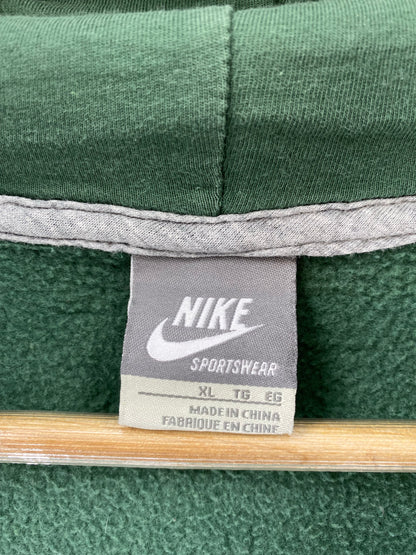 NIKE
SPORTSWEAR
XL TG EG
MADE IN CHINA
FABRIQUE EN CHINE